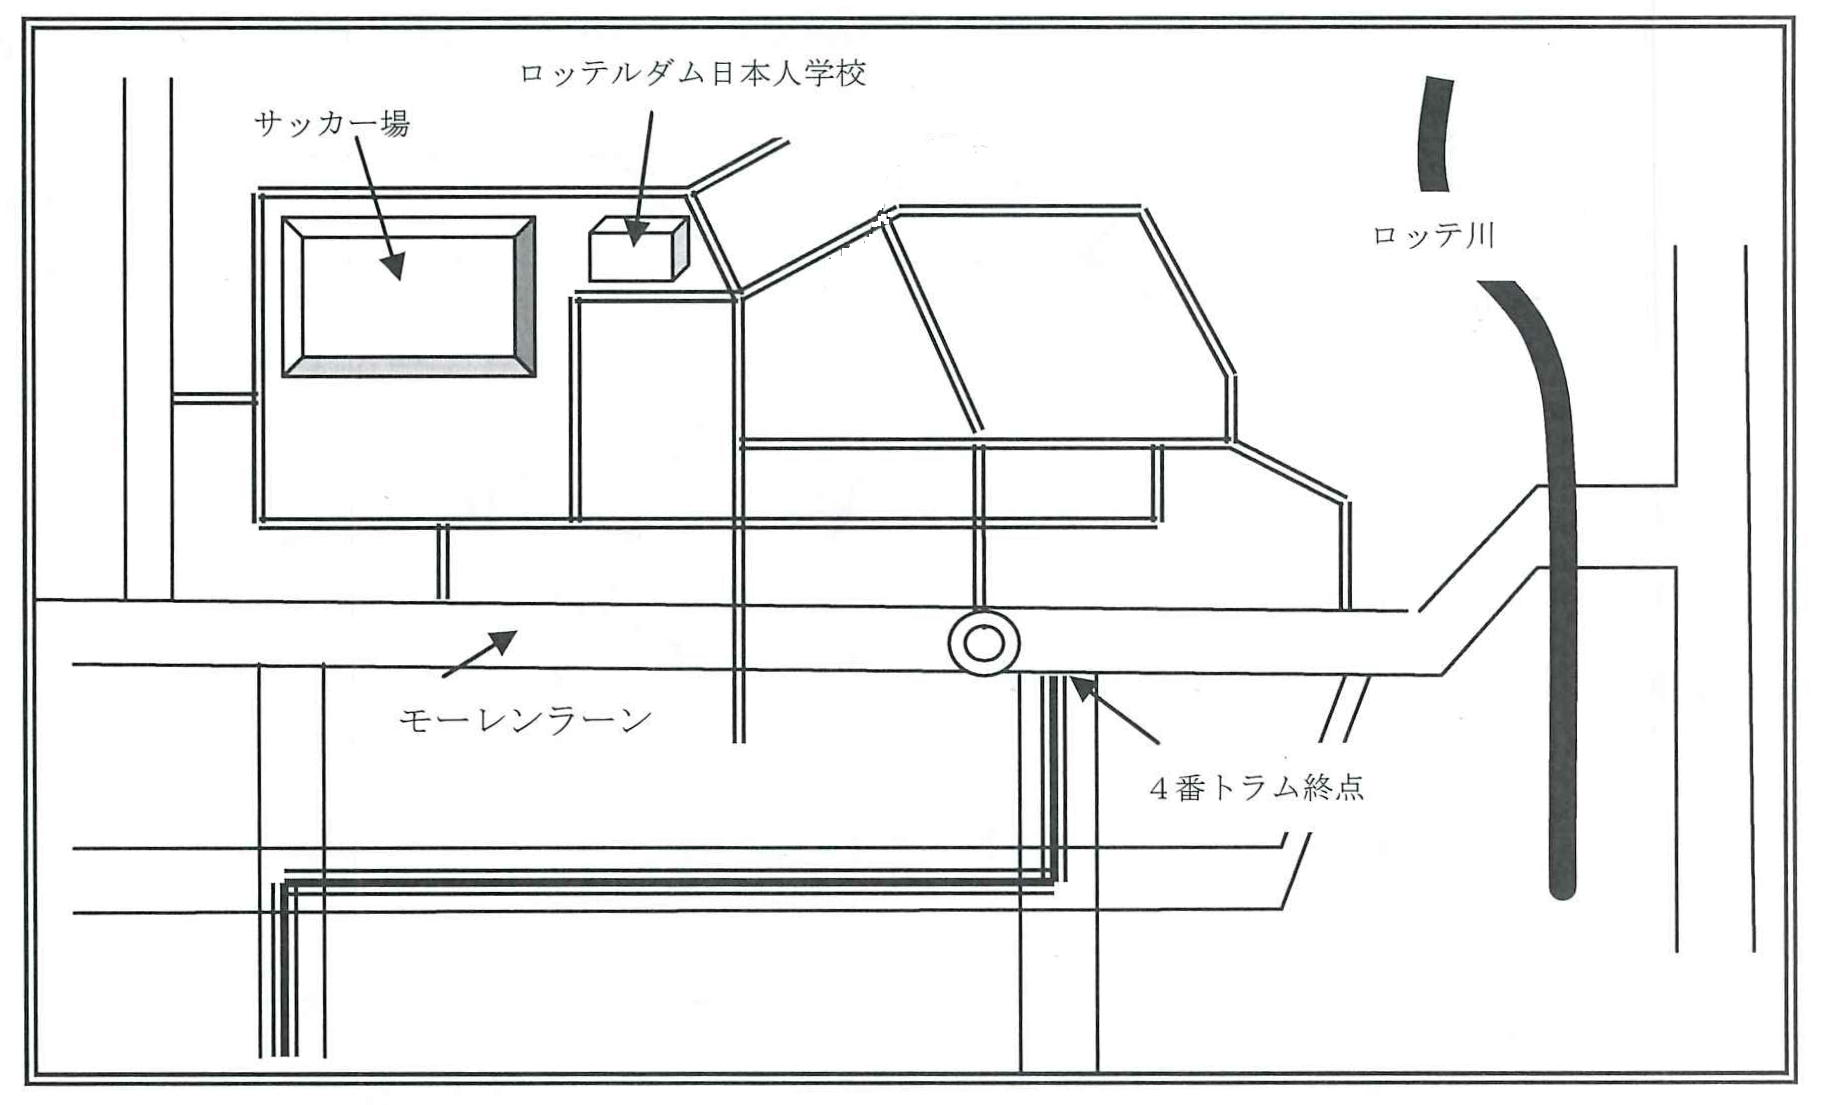 ロッテルダム日本人学校
サッカー場
ロッテ川
モーレンラーン
４番トラム終点